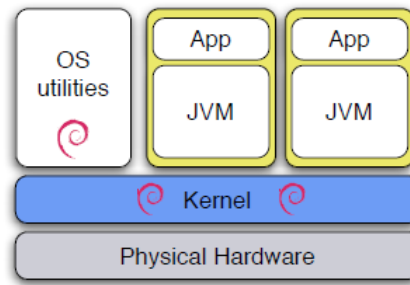 OS
utilities
App
App
JVM
JVM
Kernel
Physical Hardware